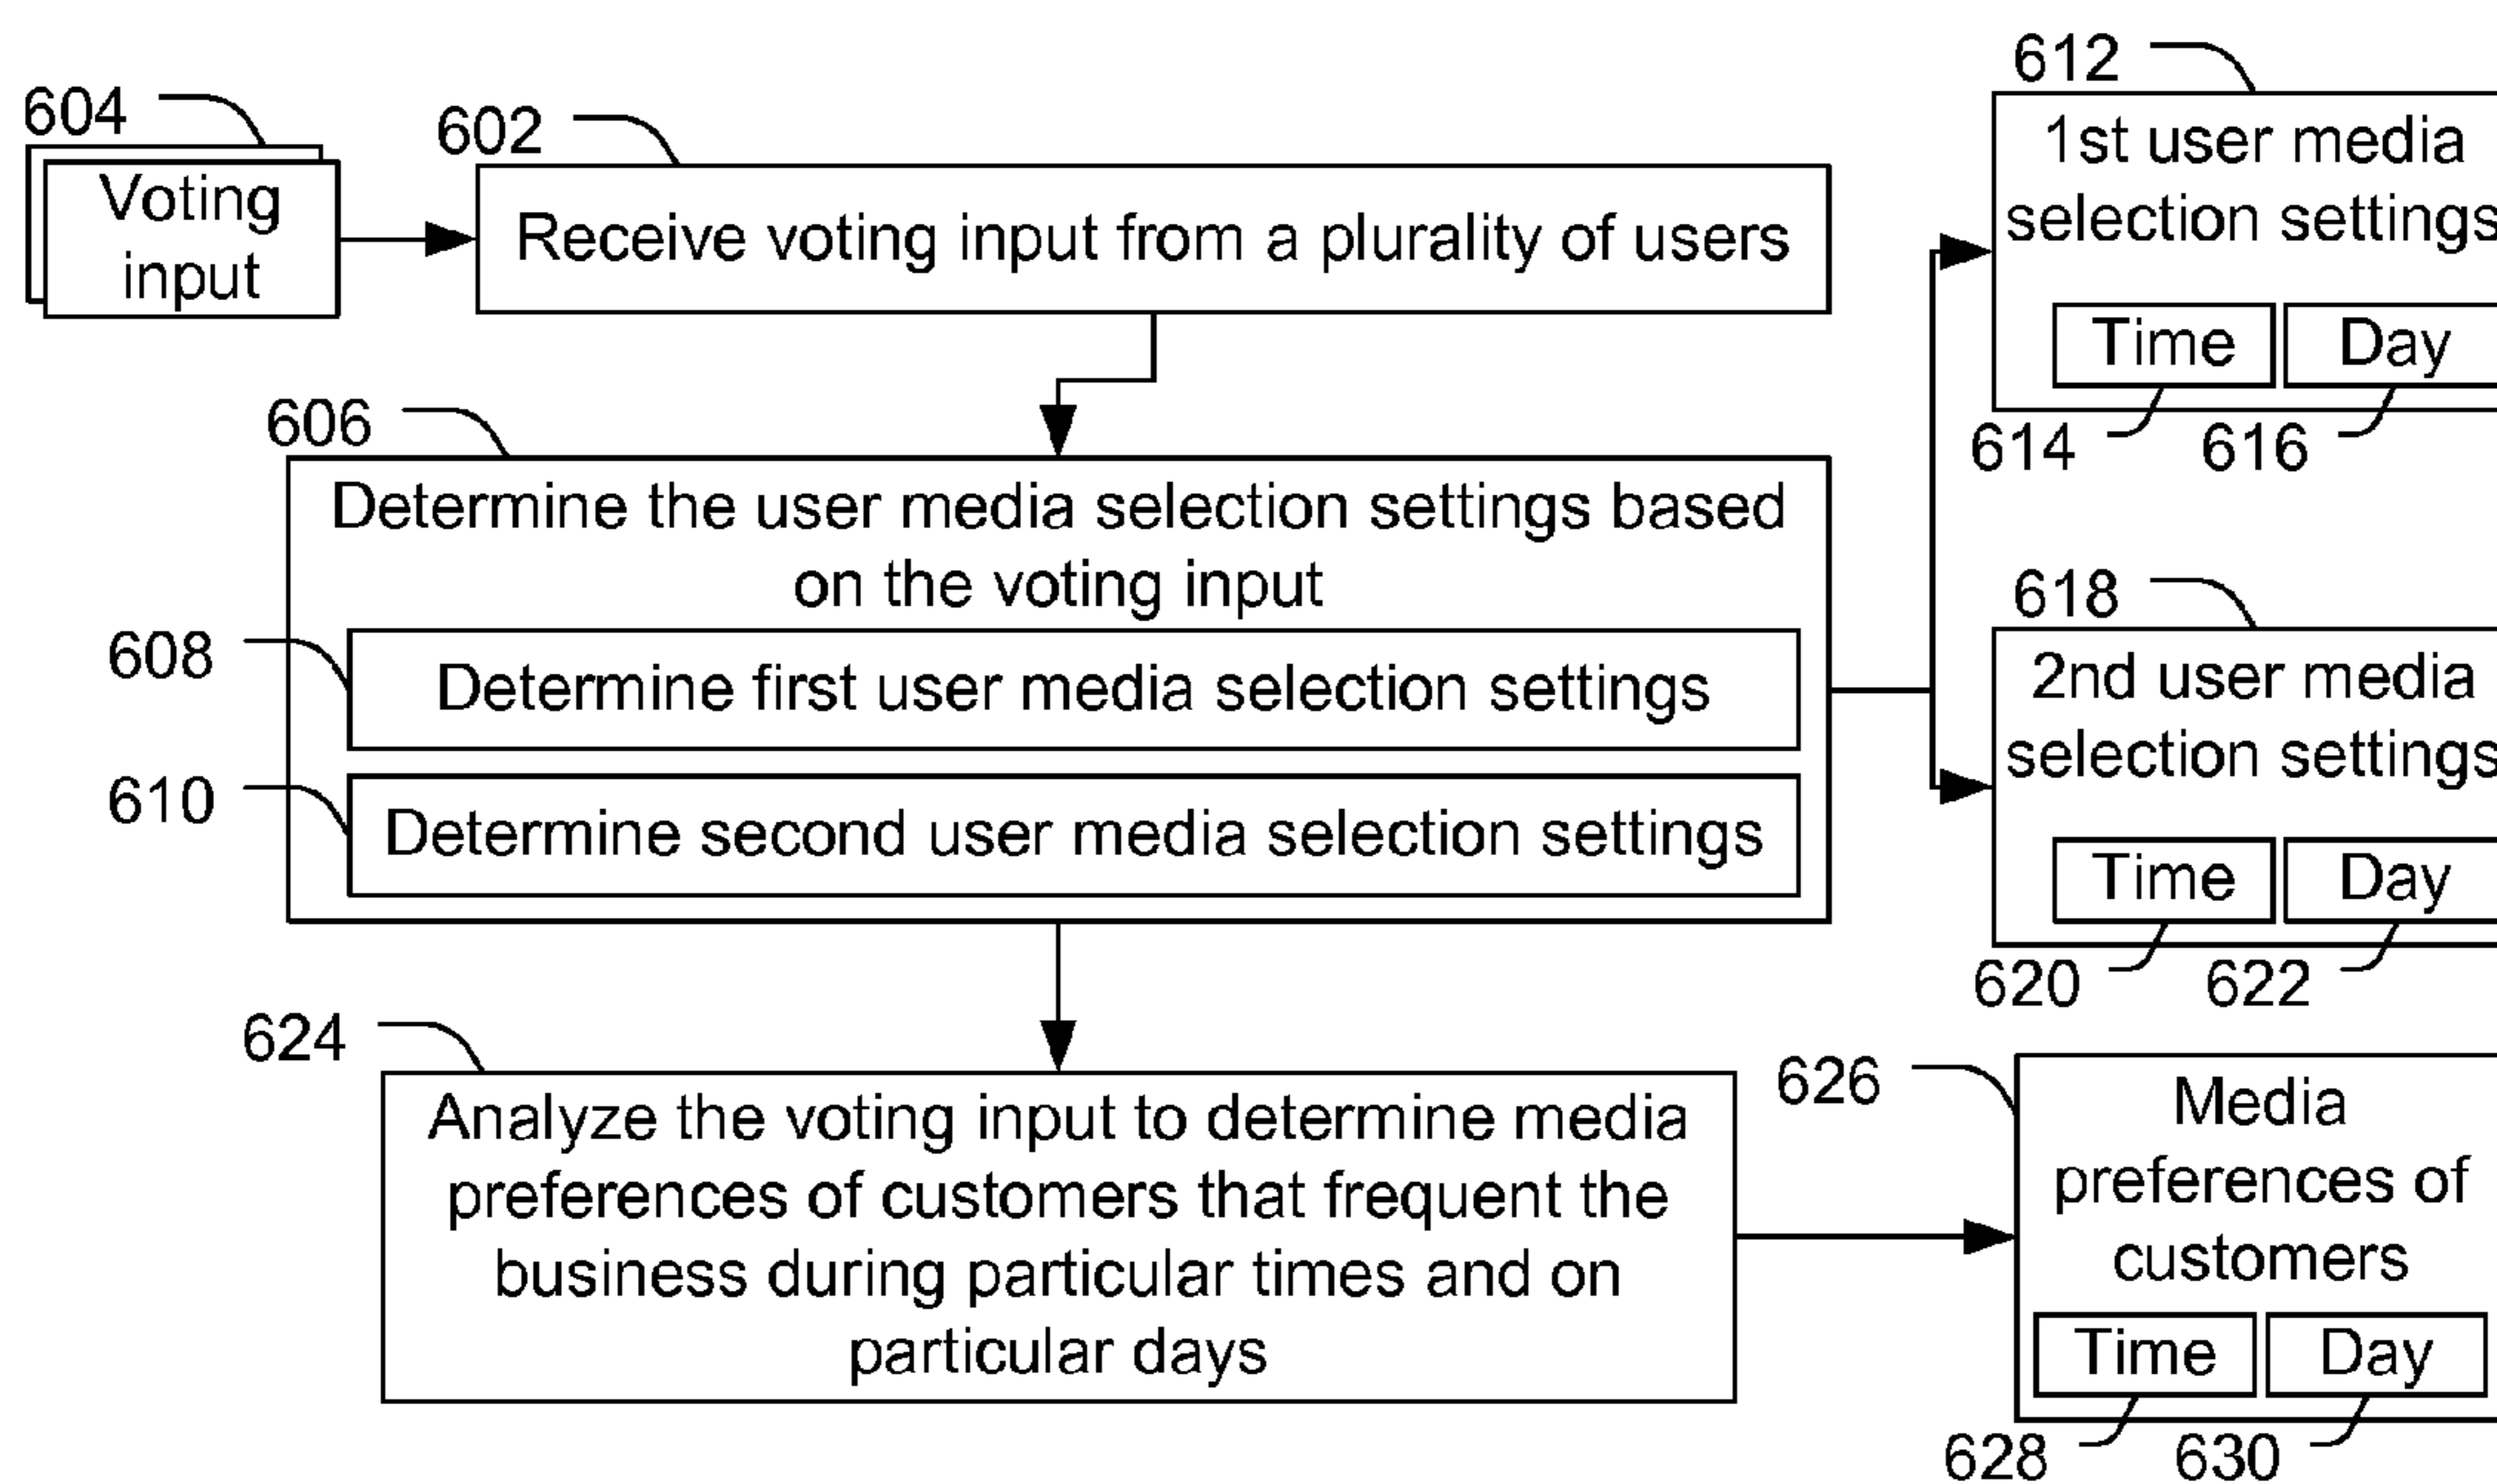 604
Voting
input
602
Receive voting input from a plurality of users
606
Determine the user media selection settings based
on the voting input
608
Determine first user media selection settings
610
Determine second user media selection settings
612
1st user media
selection settings
Time
Day
614
616
618
2nd user media
selection settings
Time
Day
620
622
624
Analyze the voting input to determine media
preferences of customers that frequent the
business during particular times and on
particular days
626
Media
preferences of
customers
Time
Day
628
630